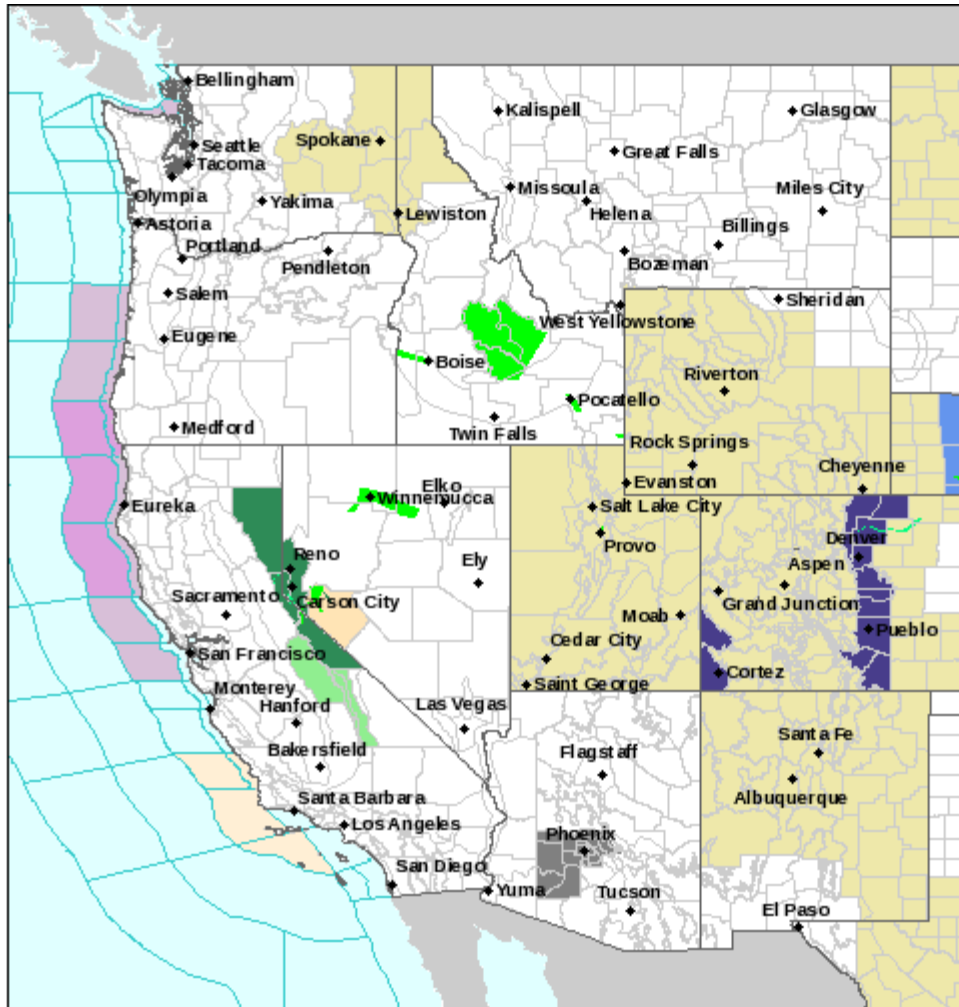 Bellingham
Kalispell
Glasgow
Seattle
Spokane
Great Falls
Tacoma
Missoula
Miles City
Olympia
Yakima
Lewiston
Helena
Astoria
Billings
Portland
Pendleton
Bozeman
Salem
Sheridan
West Yellowstone
Eugene
Boise
Riverton
Pocatello
Medford
Twin Falls
Rock Springs
Cheyenne
Elko
Evanston
Eureka
Winnemucca
Salt Lake City
Provo
Denver
Reno
Ely
Aspen
Sacramento
Carson City
Grand Junction
Moab
Pueblo
San Francisco
Cedar City
Cortez
Monterey
Saint George
Hanford
Las Vegas
Bakersfield
Flagstaff
Santa Fe
Albuquerque
Santa Barbara
Los Angeles
Phoenix
San Diego
Yuma
Tucson
El Paso